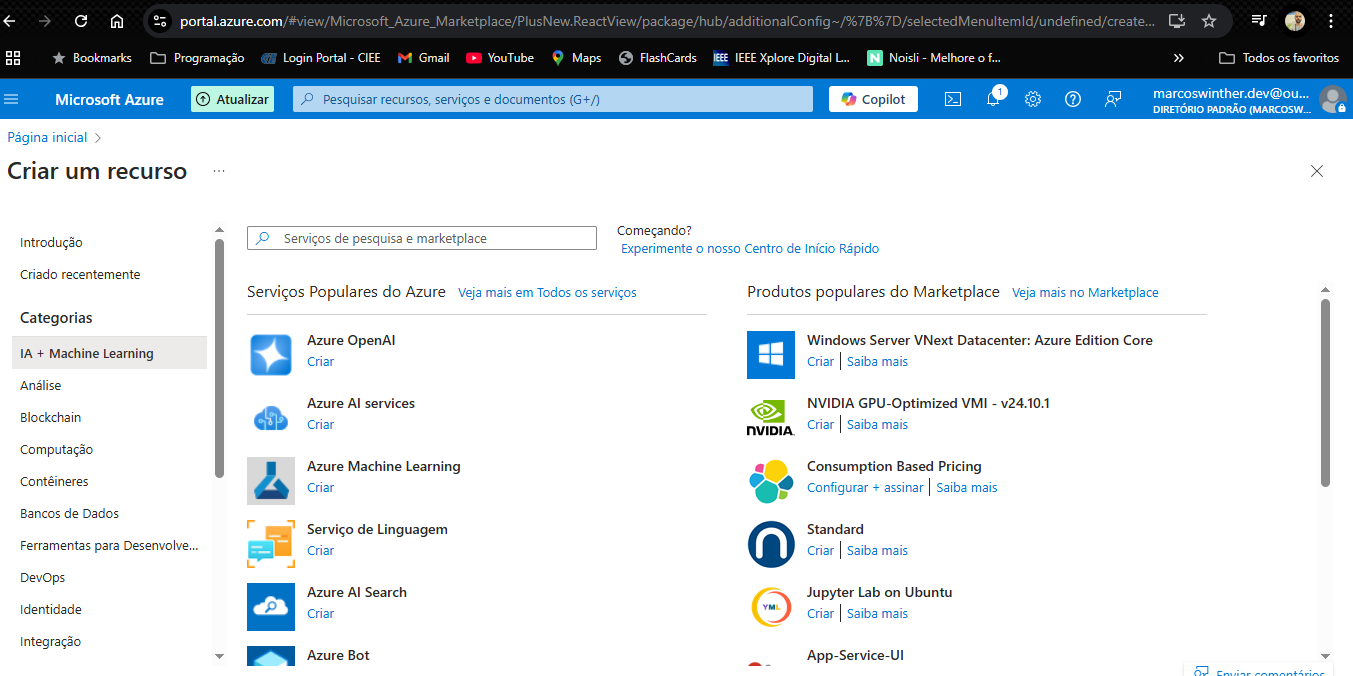 portal.azure.com/#view/Microsoft_Azure_Marketplace/PlusNew.ReactView/package/hub/additionalConfig~/%7B%7D/selectedMenuItemId/undefined/create...
Bookmarks
Programação
Login Portal - CIEE
Gmail
YouTube
Maps
FlashCards
IEEE IEEE Xplore Digital L...
N Noisli - Melhore o f...
»
Todos os favoritos
Microsoft Azure
Atualizar
Pesquisar recursos, serviços e documentos (G+/)
Copilot
1
marcoswinther.dev@ou...
DIRETÓRIO PADRÃO (MARCOSW...
Página inicial >
Criar um recurso ...
Introdução
Criado recentemente
Categorias
IA + Machine Learning
Análise
Blockchain
Computação
Contêineres
Bancos de Dados
Ferramentas para Desenvolve...
DevOps
Identidade
Integração
Serviços de pesquisa e marketplace
Começando?
Experimente o nosso Centro de Início Rápido
Serviços Populares do Azure Veja mais em Todos os serviços
Azure OpenAI
Criar
Azure AI services
Criar
Azure Machine Learning
Criar
Serviço de Linguagem
Criar
Azure AI Search
Criar
Azure Bot
Produtos populares do Marketplace Veja mais no Marketplace
Windows Server VNext Datacenter: Azure Edition Core
Criar | Saiba mais
NVIDIA.
NVIDIA GPU-Optimized VMI - v24.10.1
Criar | Saiba mais
Consumption Based Pricing
Configurar + assinar | Saiba mais
Standard
Criar | Saiba mais
YML
Jupyter Lab on Ubuntu
Criar | Saiba mais
App-Service-UI
Enviar comentários